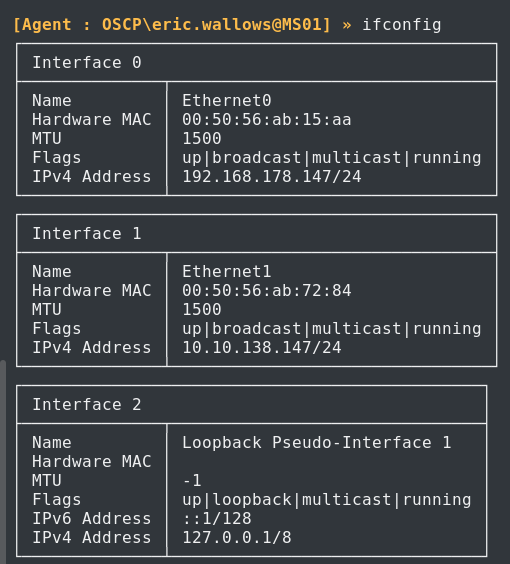 [Agent : OSCP\eric.wallows@MS01] » ifconfig
Interface 0
Name Ethernet0
Hardware MAC 00:50:56:ab:15:aa
MTU 1500
Flags up|broadcast|multicast|running
IPv4 Address 192.168.178.147/24
Interface 1
Name Ethernet1
Hardware MAC 00:50:56:ab:72:84
MTU 1500
Flags up|broadcast|multicast|running
IPv4 Address 10.10.138.147/24
Interface 2
Name Loopback Pseudo-Interface 1
Hardware MAC
MTU -1
Flags up|loopback|multicast|running
IPv6 Address ::1/128
IPv4 Address 127.0.0.1/8